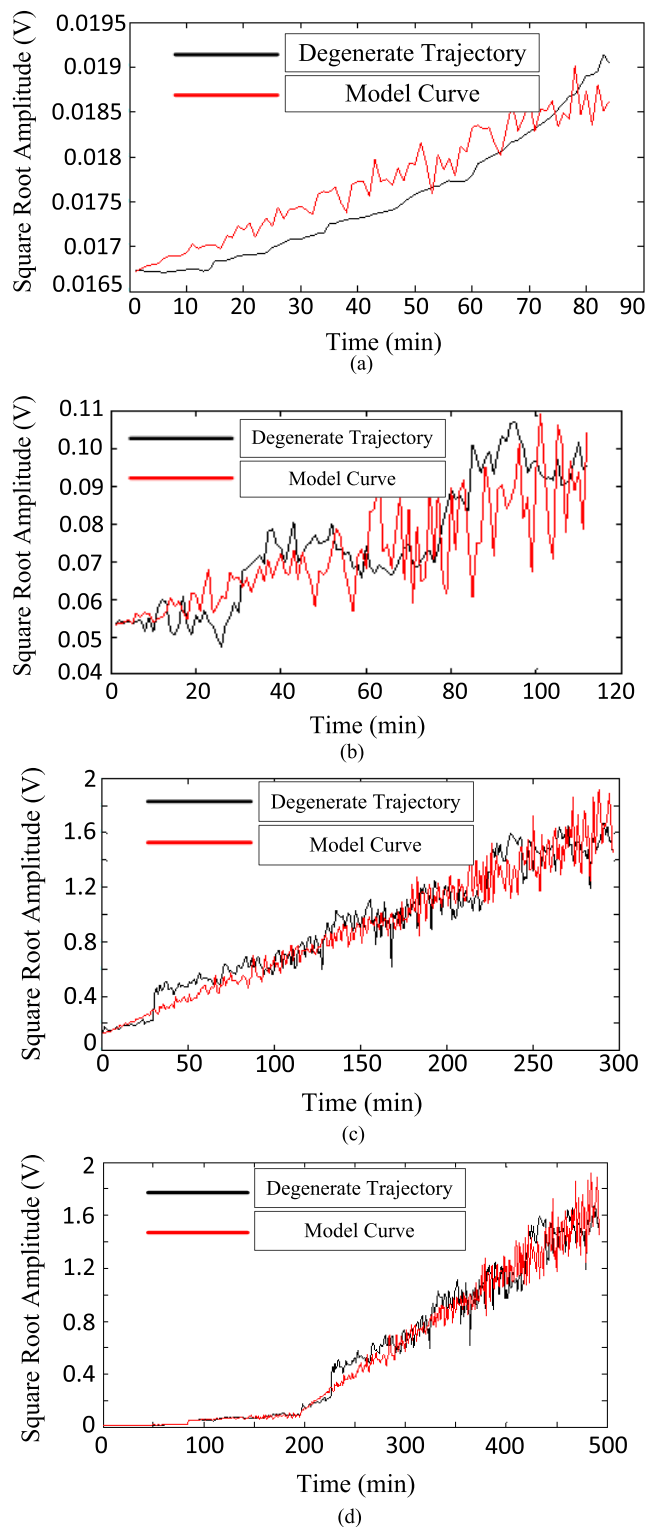 Square Root Amplitude (V)
0.0195
0.019
0.0185
0.018
0.0175
0.017
0.0165
Degenerate Trajectory
Model Curve
0 10 20 30 40 50 60 70 80 90
Time (min)
(a)
Square Root Amplitude (V)
0.11
0.10
0.09
0.08
0.07
0.06
0.05
0.04
Degenerate Trajectory
Model Curve
0 20 40 60 80 100 120
Time (min)
(b)
Square Root Amplitude (V)
2
1.6
1.2
0.8
0.4
0
Degenerate Trajectory
Model Curve
0 50 100 150 200 250 300
Time (min)
(c)
Square Root Amplitude (V)
2
1.6
1.2
0.8
0.4
0
Degenerate Trajectory
Model Curve
0 100 200 300 400 500
Time (min)
(d)